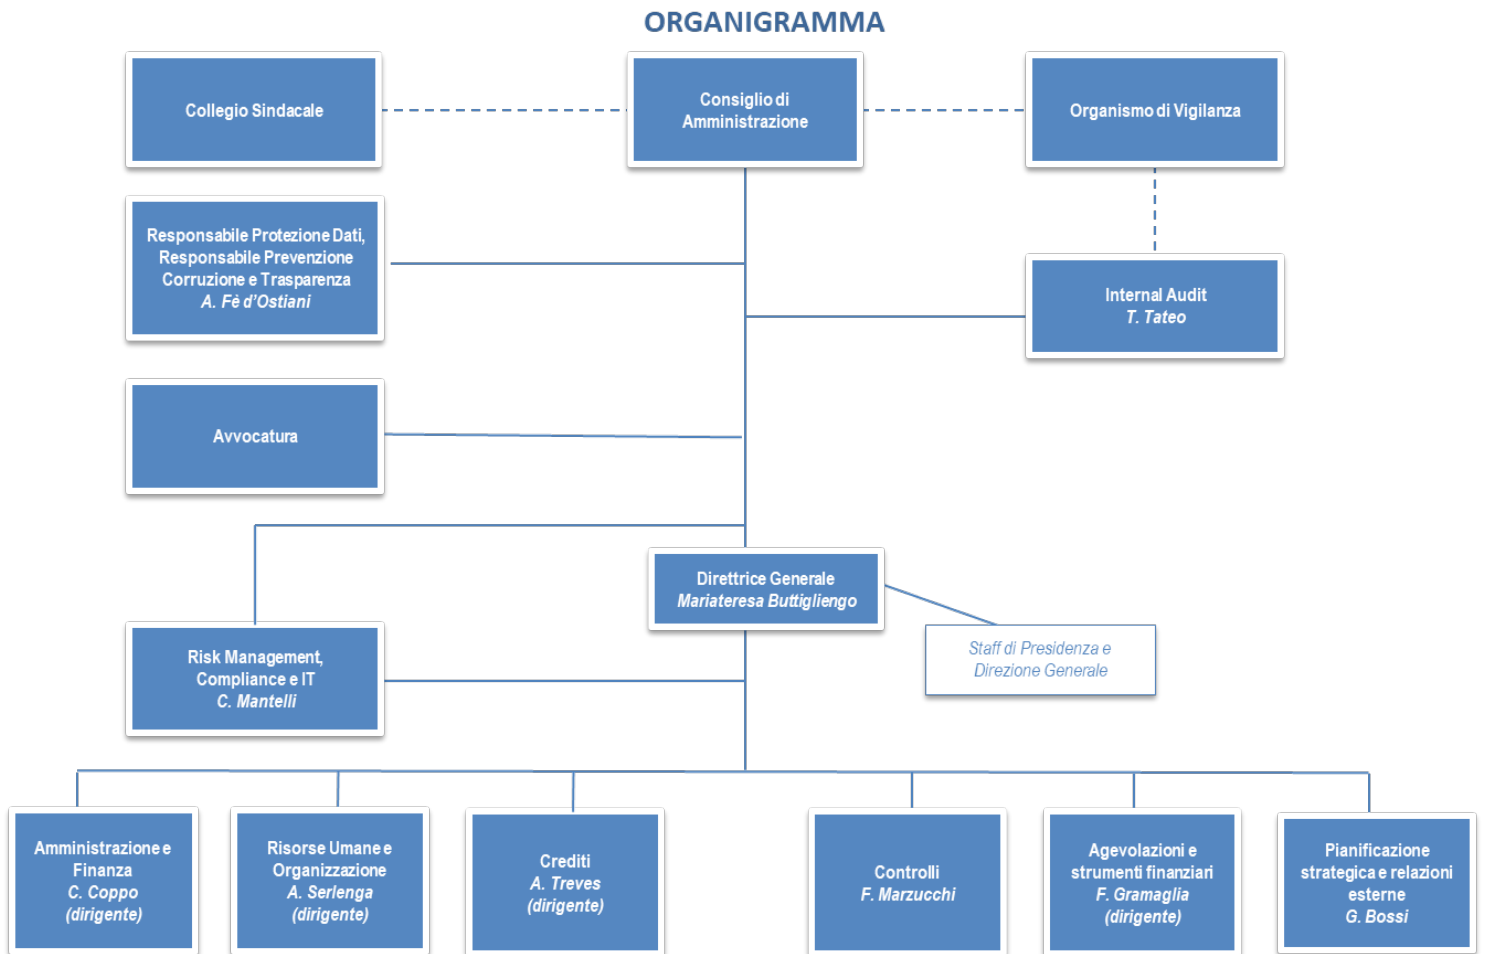 ORGANIGRAMMA
Collegio Sindacale
Consiglio di
Amministrazione
Organismo di Vigilanza
Responsabile Protezione Dati,
Responsabile Prevenzione
Corruzione e Trasparenza
A. Fè d'Ostiani
Internal Audit
T. Tateo
Avvocatura
Direttrice Generale
Mariateresa Buttigliengo
Staff di Presidenza e
Direzione Generale
Risk Management,
Compliance e IT
C. Mantelli
Amministrazione e
Finanza
C. Coppo
(dirigente)
Risorse Umane e
Organizzazione
A. Serlenga
(dirigente)
Crediti
A. Treves
(dirigente)
Controlli
F. Marzucchi
Agevolazioni e
strumenti finanziari
F. Gramaglia
(dirigente)
Pianificazione
strategica e relazioni
esterne
G. Bossi